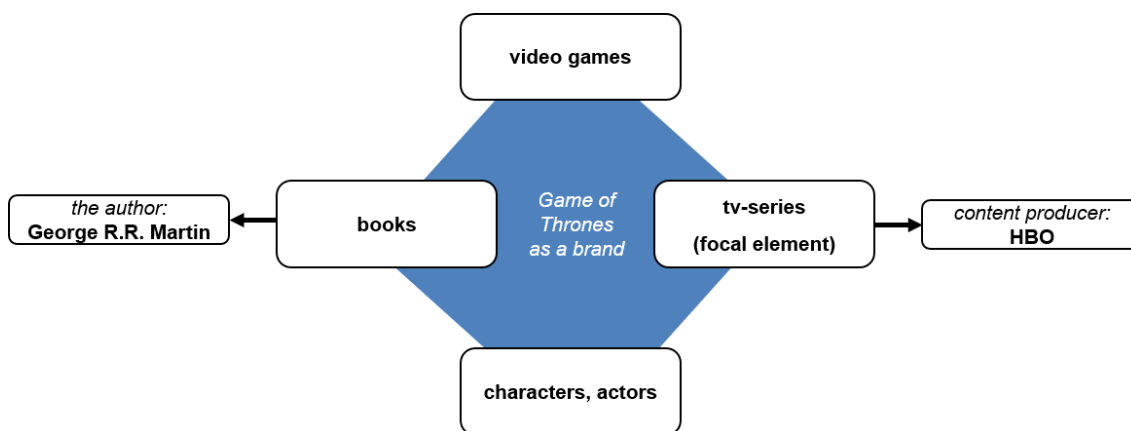 video games
the author:
George R.R. Martin
books
Game of
Thrones
as a brand
tv-series
(focal element)
content producer:
HBO
characters, actors